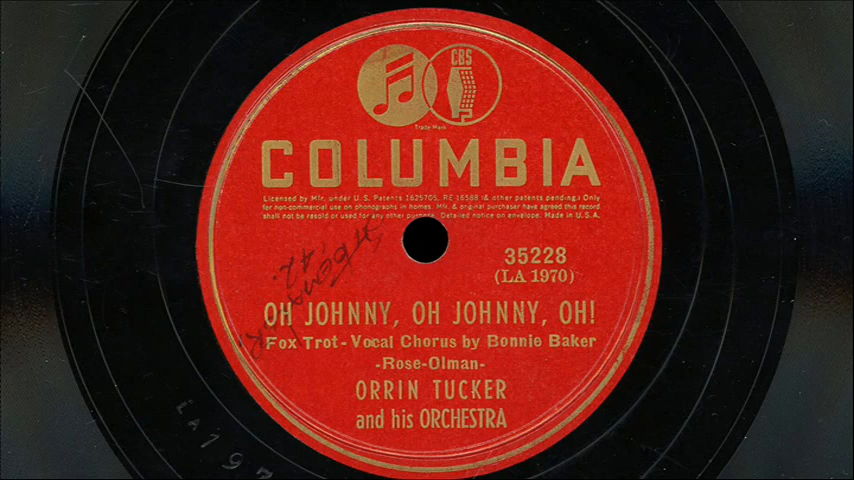 CBS
Trade Mark
COLUMBIA
Licensed by Mfr. under U.S. Patents 1625705, RE 16588 (& other patents pending.) Only
for non-commercial use on phonographs in homes. Mfr. & original purchaser have agreed this record
shall not be resold or used for any other purpose. Detailed notice on envelope. Made in U.S.A.
35228
(LA 1970)
'42.
OH JOHNNY, OH JOHNNY, OH!
Fox Trot - Vocal Chorus by Bonnie Baker
-Rose-Olman-
ORRIN TUCKER
and his ORCHESTRA
LA197